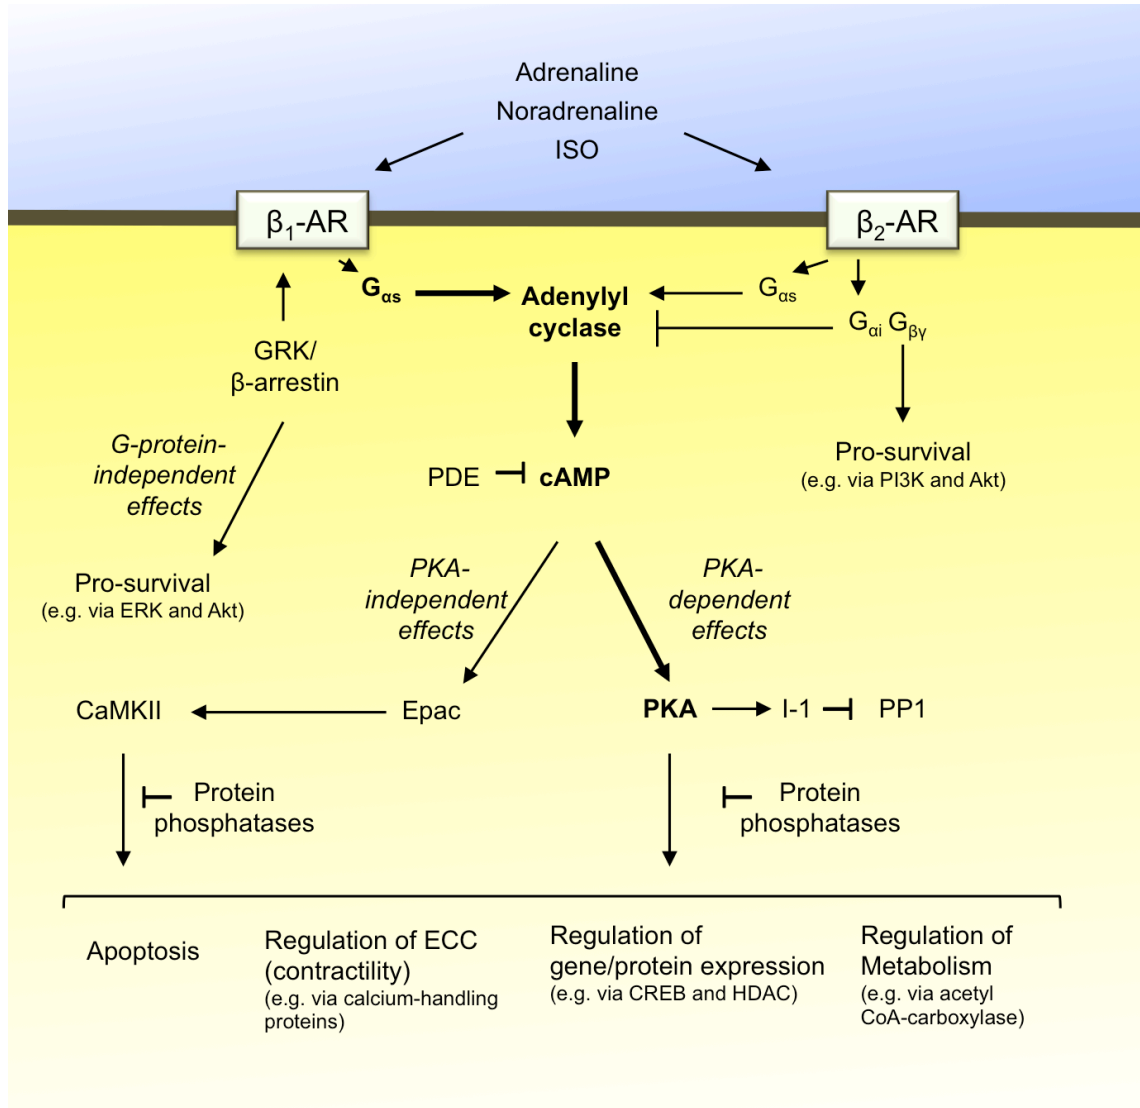 Adrenaline
Noradrenaline
ISO
β₁-AR
β₂-AR
Gαs
Adenylyl
cyclase
Gαs
Gαi Gβγ
GRK/
β-arrestin
G-protein-
independent
effects
PDE
cAMP
Pro-survival
(e.g. via PI3K and Akt)
Pro-survival
(e.g. via ERK and Akt)
PKA-
independent
effects
PKA-
dependent
effects
CaMKII
Epac
PKA
I-1
PP1
Protein
phosphatases
Protein
phosphatases
Apoptosis
Regulation of ECC
(contractility)
(e.g. via calcium-handling
proteins)
Regulation of
gene/protein expression
(e.g. via CREB and HDAC)
Regulation of
Metabolism
(e.g. via acetyl
CoA-carboxylase)